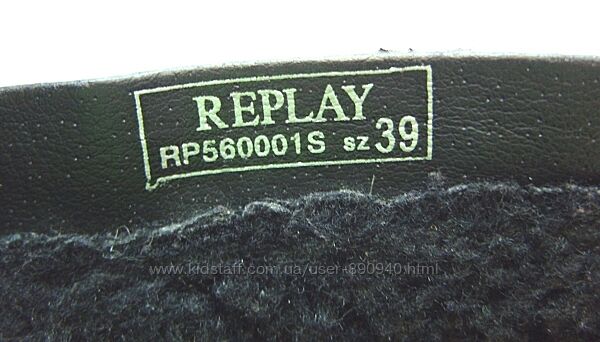 REPLAY
RP560001S sz 39
www.kidstaff.com.ua/user-890940.html